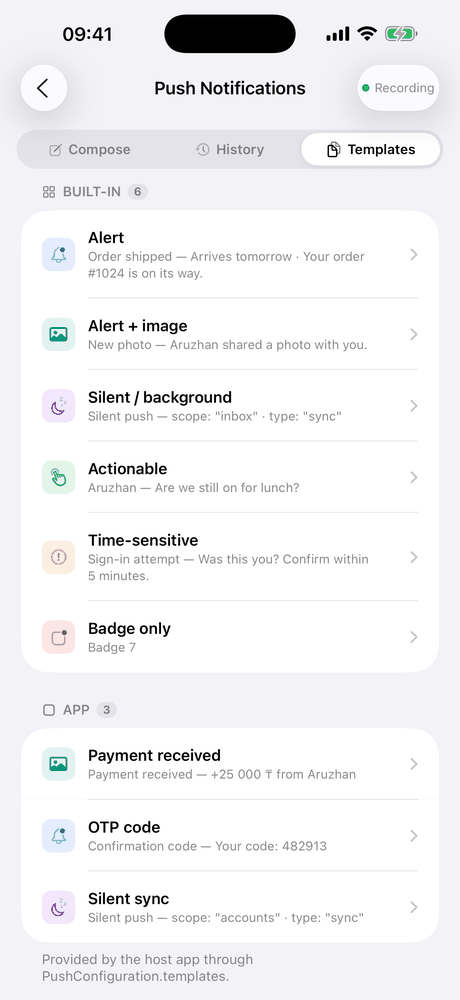 09:41
Push Notifications
Recording
Compose
History
Templates
BUILT-IN 6
Alert
Order shipped — Arrives tomorrow · Your order
#1024 is on its way.
Alert + image
New photo — Aruzhan shared a photo with you.
Silent / background
Silent push — scope: "inbox" · type: "sync"
Actionable
Aruzhan — Are we still on for lunch?
Time-sensitive
Sign-in attempt — Was this you? Confirm within
5 minutes.
Badge only
Badge 7
APP 3
Payment received
Payment received — +25 000 ₸ from Aruzhan
OTP code
Confirmation code — Your code: 482913
Silent sync
Silent push — scope: "accounts" · type: "sync"
Provided by the host app through
PushConfiguration.templates.